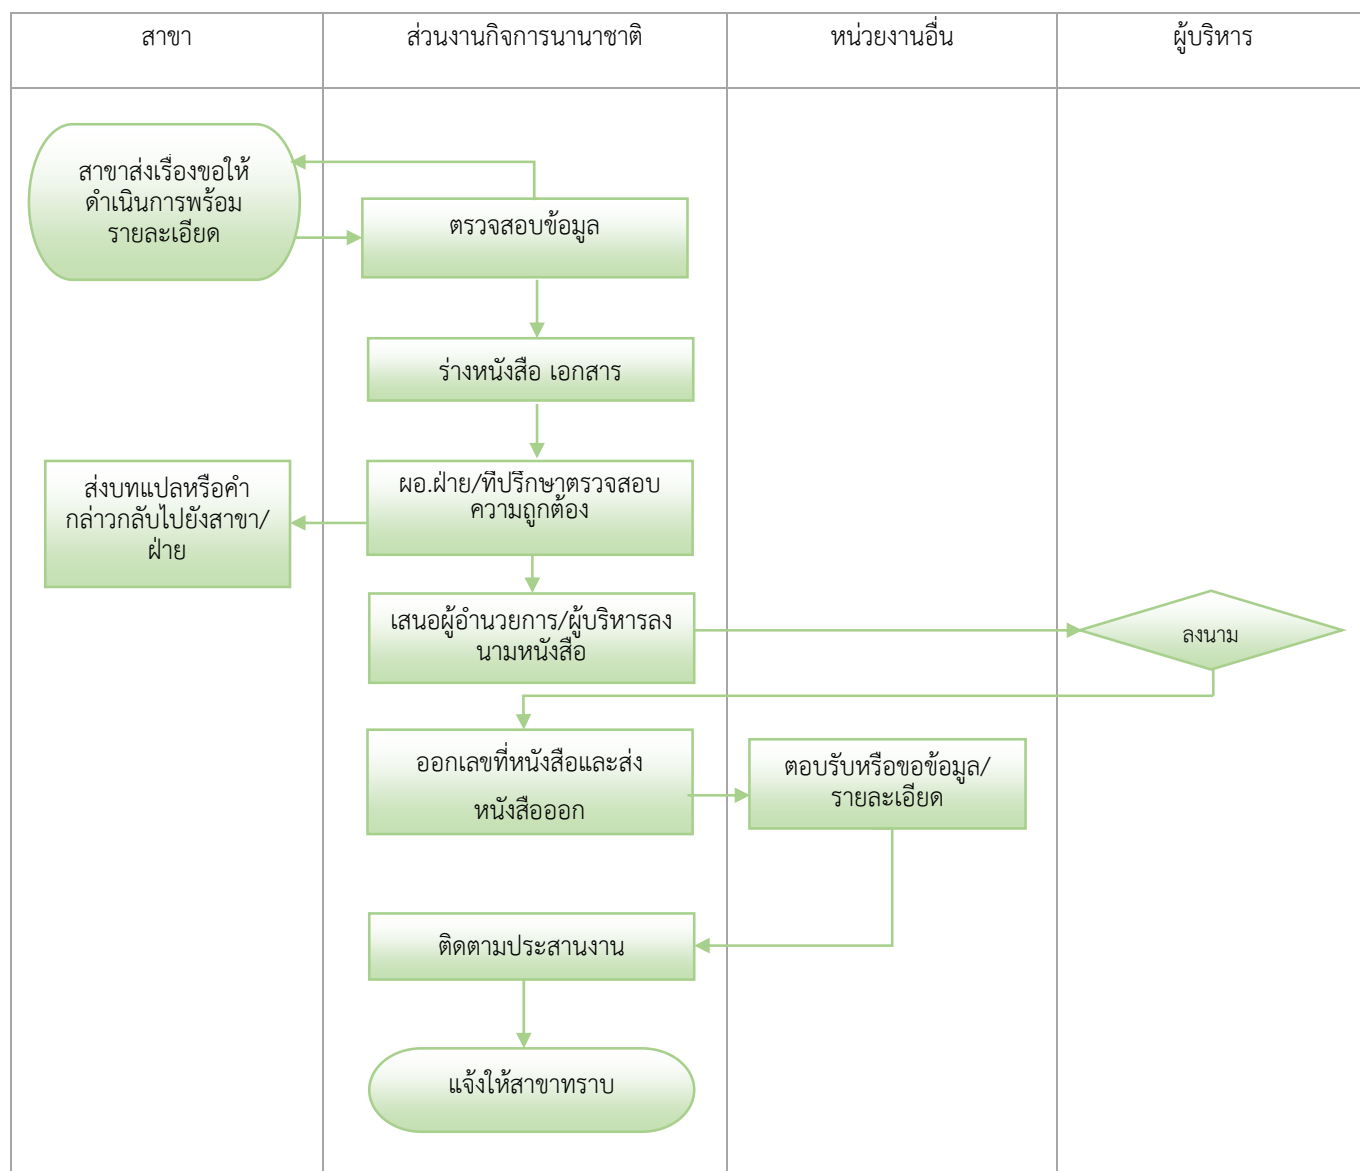 สาขา
ส่วนงานกิจการนานาชาติ
หน่วยงานอื่น
ผู้บริหาร
สาขาส่งเรื่องขอให้
ดำเนินการพร้อม
รายละเอียด
ตรวจสอบข้อมูล
ร่างหนังสือ เอกสาร
ส่งบทแปลหรือคำ
กล่าวกลับไปยังสาขา/
ฝ่าย
ผอ.ฝ่าย/ที่ปรึกษาตรวจสอบ
ความถูกต้อง
เสนอผู้อำนวยการ/ผู้บริหารลง
นามหนังสือ
ลงนาม
ออกเลขที่หนังสือและส่ง
หนังสือออก
ตอบรับหรือขอข้อมูล/
รายละเอียด
ติดตามประสานงาน
แจ้งให้สาขาทราบ